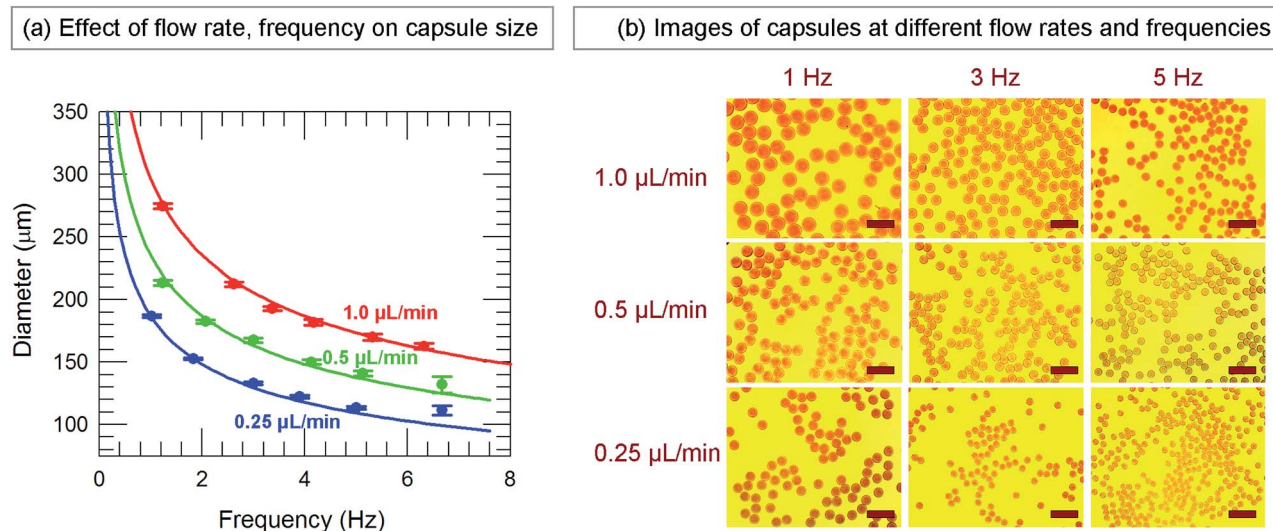 (a) Effect of flow rate, frequency on capsule size
350
300
250
200
150
100
0
2
4
6
8
Diameter (μm)
Frequency (Hz)
1.0 μL/min
0.5 μL/min
0.25 μL/min
(b) Images of capsules at different flow rates and frequencies
1 Hz
3 Hz
5 Hz
1.0 μL/min
0.5 μL/min
0.25 μL/min